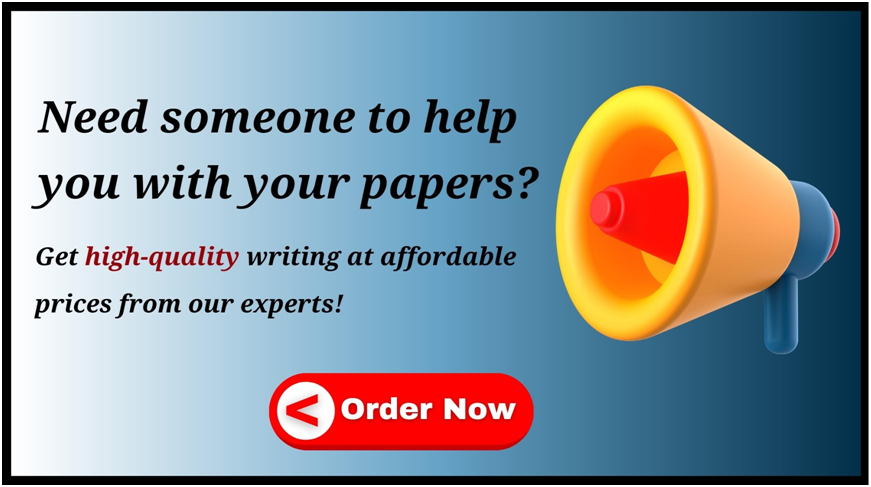 Need someone to help
you with your papers?
Get high-quality writing at affordable
prices from our experts!
Order Now